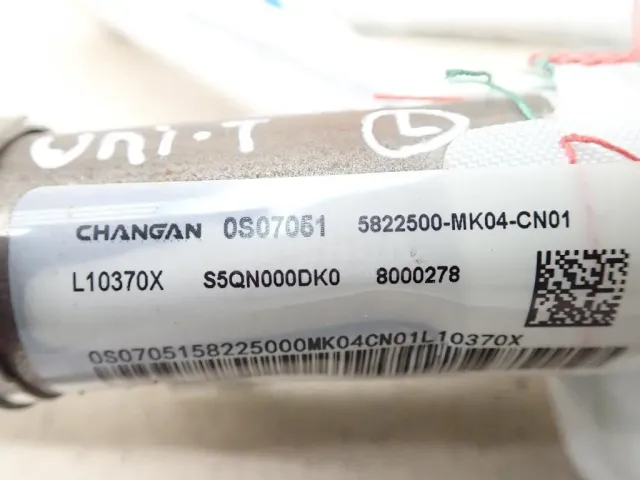 UNI-T L
CHANGAN 0S07051 5822500-MK04-CN01
L10370X S5QN000DK0 8000278
0S0705158225000MK04CN01L10370X